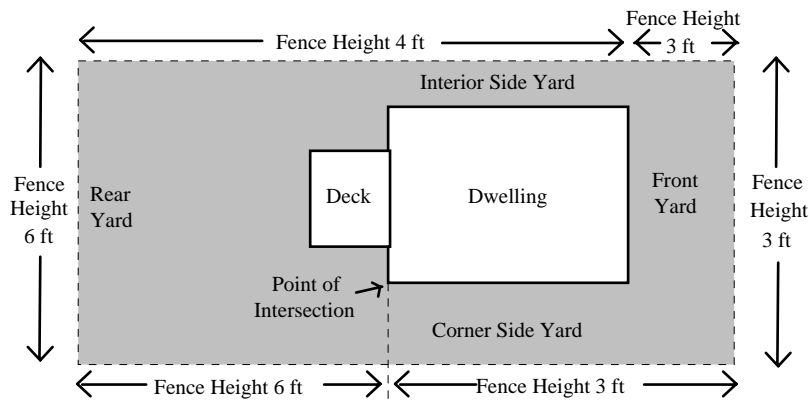 Fence Height
3 ft
Fence Height 4 ft
Interior Side Yard
Fence
Height
6 ft
Rear
Yard
Deck
Dwelling
Front
Yard
Fence
Height
3 ft
Point of
Intersection
Corner Side Yard
Fence Height 6 ft
Fence Height 3 ft